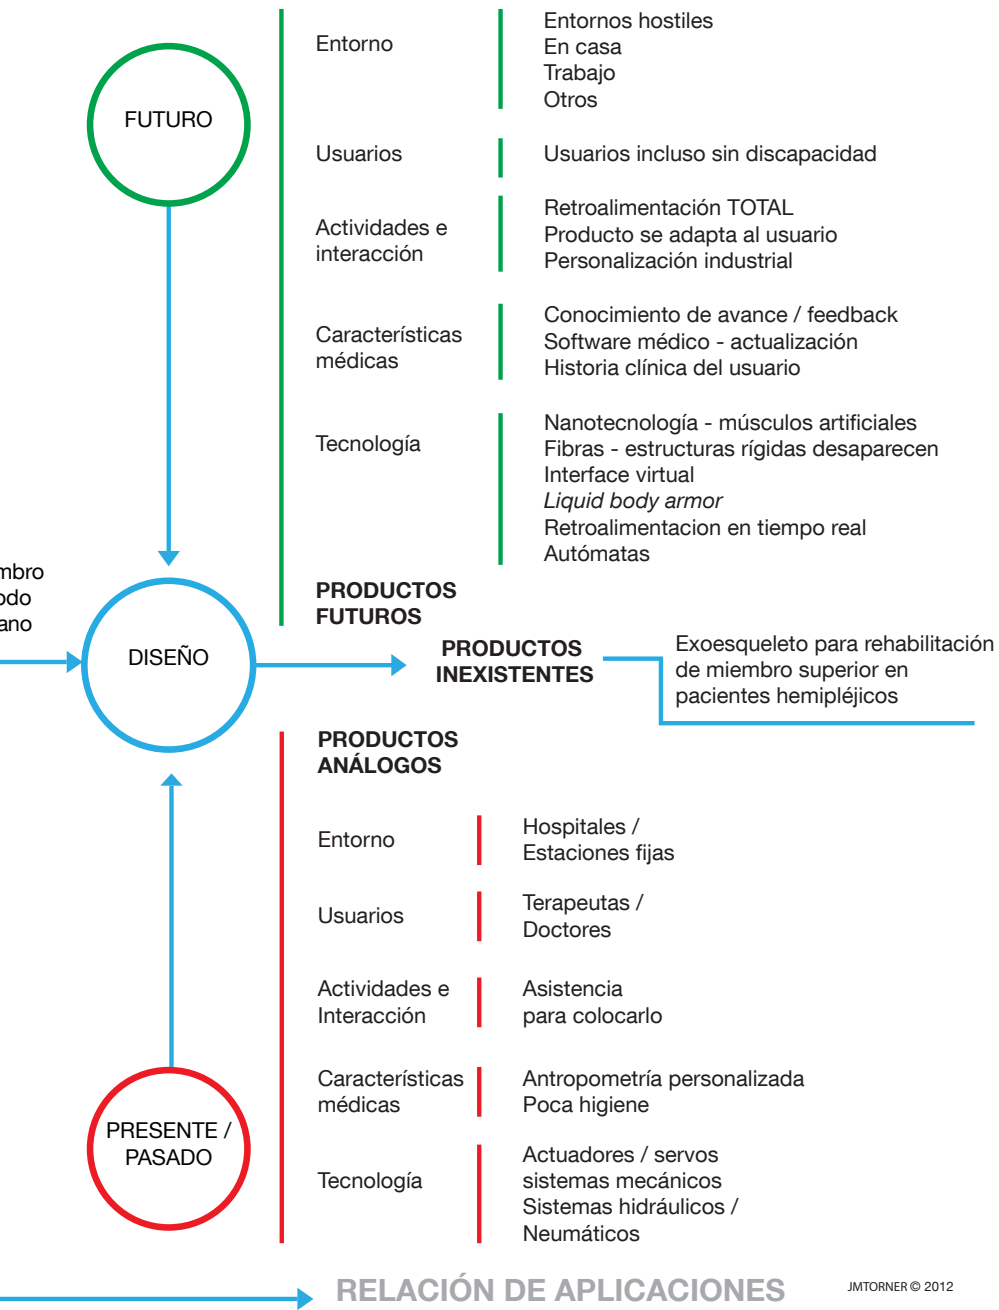 FUTURO
Entorno
Entornos hostiles
En casa
Trabajo
Otros
Usuarios
Usuarios incluso sin discapacidad
Actividades e
interacción
Retroalimentación TOTAL
Producto se adapta al usuario
Personalización industrial
Característícas
médicas
Conocimiento de avance / feedback
Software médico - actualización
Historia clínica del usuario
Tecnología
Nanotecnología - músculos artificiales
Fibras - estructuras rígidas desaparecen
Interface virtual
Liquid body armor
Retroalimentacion en tiempo real
Autómatas
PRODUCTOS
FUTUROS
mbro
odo
ano
DISEÑO
PRODUCTOS
INEXISTENTES
Exoesqueleto para rehabilitación
de miembro superior en
pacientes hemipléjicos
PRODUCTOS
ANÁLOGOS
Entorno
Hospitales /
Estaciones fijas
Usuarios
Terapeutas /
Doctores
Actividades e
Interacción
Asistencia
para colocarlo
Características
médicas
Antropometría personalizada
Poca higiene
PRESENTE /
PASADO
Tecnología
Actuadores / servos
sistemas mecánicos
Sistemas hidráulicos /
Neumáticos
RELACIÓN DE APLICACIONES
JMTORNER © 2012